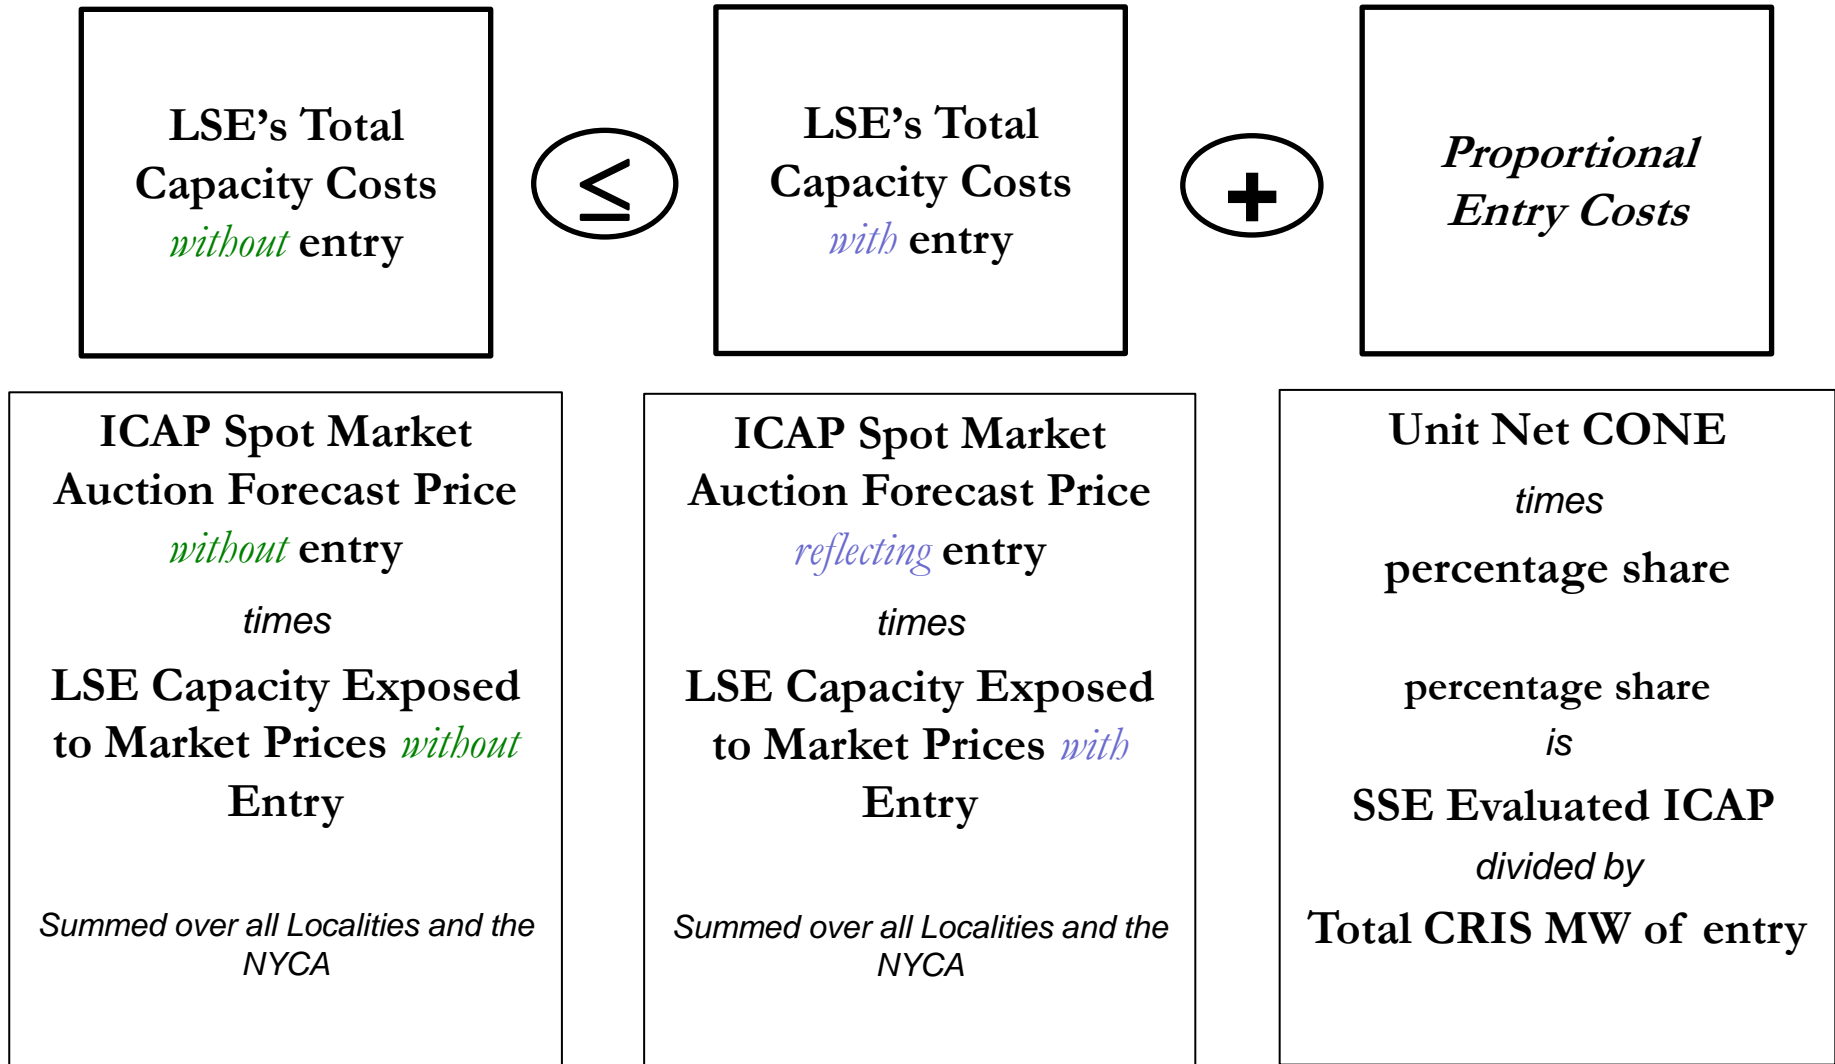 LSE’s Total
Capacity Costs
without entry
≤
LSE’s Total
Capacity Costs
with entry
+
Proportional
Entry Costs
ICAP Spot Market
Auction Forecast Price
without entry
times
LSE Capacity Exposed
to Market Prices without
Entry
Summed over all Localities and the
NYCA
ICAP Spot Market
Auction Forecast Price
reflecting entry
times
LSE Capacity Exposed
to Market Prices with
Entry
Summed over all Localities and the
NYCA
Unit Net CONE
times
percentage share
percentage share
is
SSE Evaluated ICAP
divided by
Total CRIS MW of entry